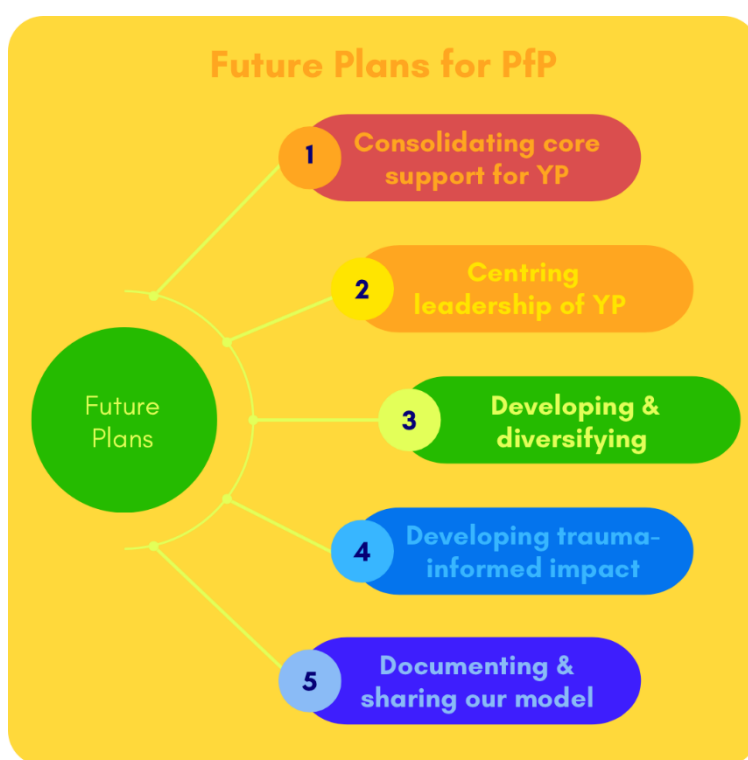 Future Plans for PfP
1
Consolidating core
support for YP
2
Centring
leadership of YP
Future
Plans
3
Developing &
diversifying
4
Developing trauma-
informed impact
5
Documenting &
sharing our model